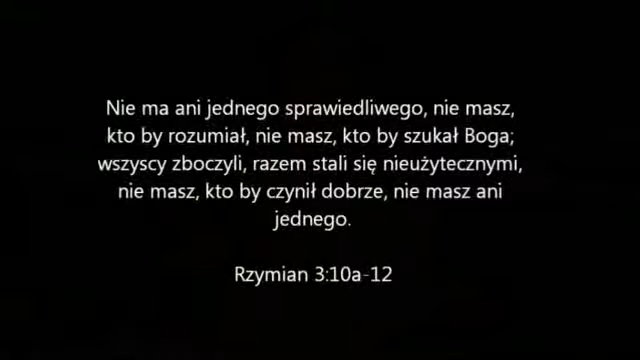 Nie ma ani jednego sprawiedliwego, nie masz,
kto by rozumiał, nie masz, kto by szukał Boga;
wszyscy zboczyli, razem stali się nieużytecznymi,
nie masz, kto by czynił dobrze, nie masz ani
jednego.
Rzymian 3:10a-12